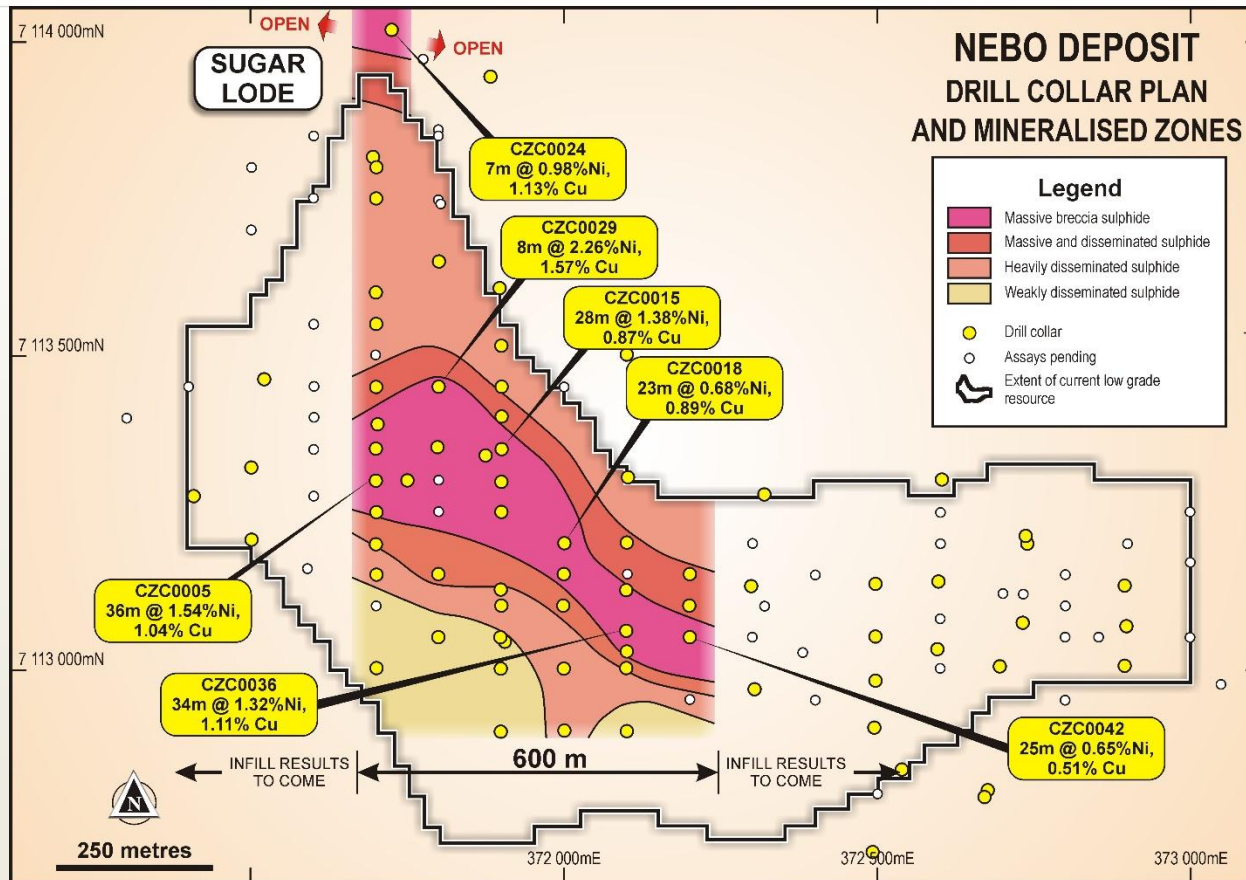 7 114 000mN
OPEN
OPEN
SUGAR
LODE
NEBO DEPOSIT
DRILL COLLAR PLAN
AND MINERALISED ZONES
Legend
Massive breccia sulphide
Massive and disseminated sulphide
Heavily disseminated sulphide
Weakly disseminated sulphide
Drill collar
Assays pending
Extent of current low grade
resource
CZC0024
7m @ 0.98%Ni,
1.13% Cu
CZC0029
8m @ 2.26%Ni,
1.57% Cu
CZC0015
28m @ 1.38%Ni,
0.87% Cu
7 113 500mN
CZC0018
23m @ 0.68%Ni,
0.89% Cu
CZC0005
36m @ 1.54%Ni,
1.04% Cu
7 113 000mN
CZC0036
34m @ 1.32%Ni,
1.11% Cu
CZC0042
25m @ 0.65%Ni,
0.51% Cu
INFILL RESULTS
TO COME
600 m
INFILL RESULTS
TO COME
N
250 metres
372 000mE
372 500mE
373 000mE